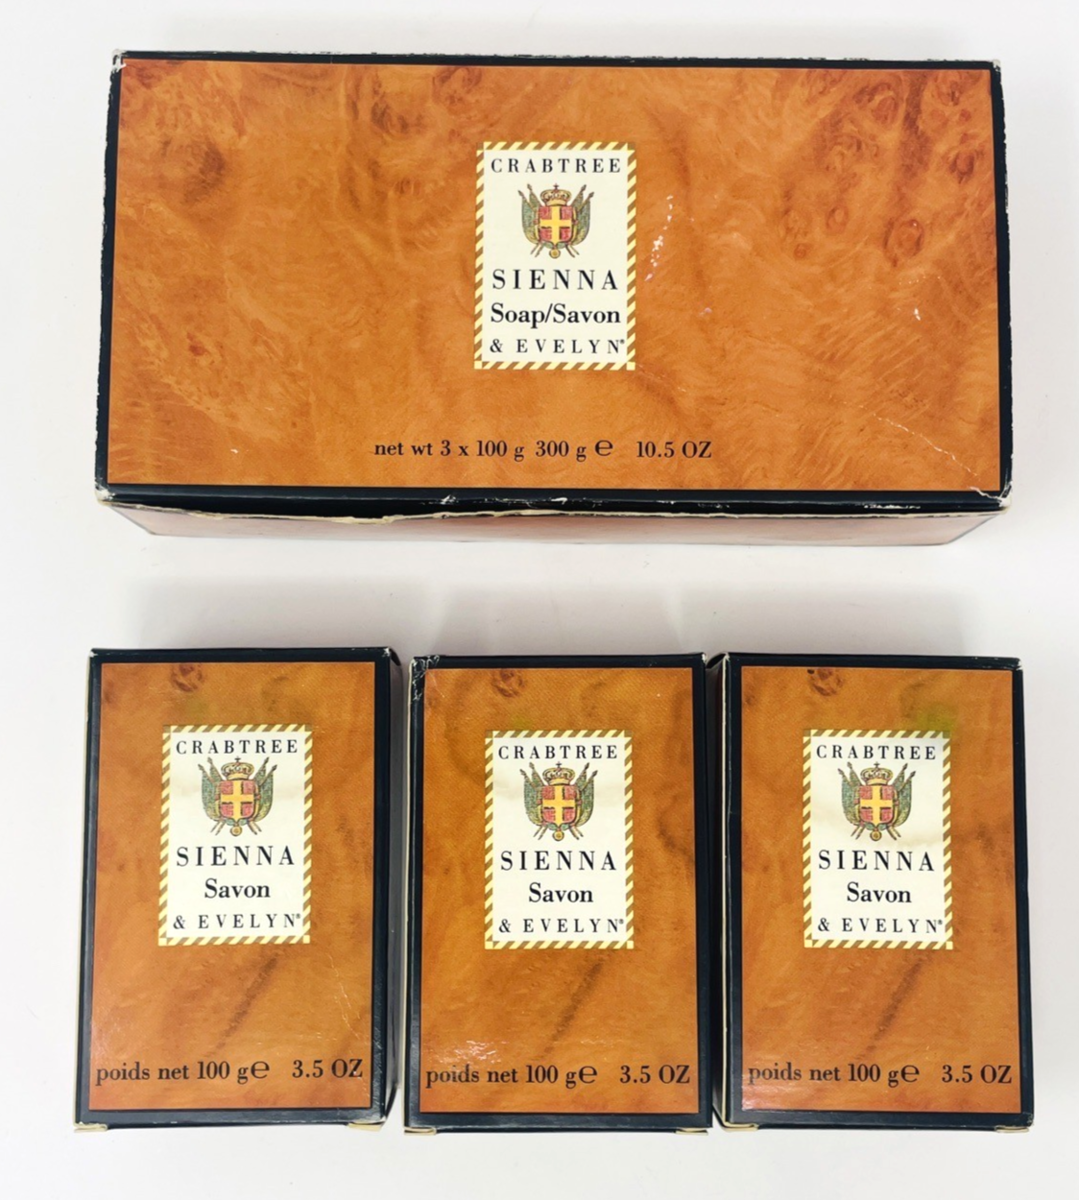 CRABTREE
SIENNA
Soap/Savon
& EVELYN®
net wt 3 x 100 g 300 g ℮ 10.5 OZ
CRABTREE
SIENNA
Savon
& EVELYN®
poids net 100 g℮ 3.5 OZ
CRABTREE
SIENNA
Savon
& EVELYN®
poids net 100 g℮ 3.5 OZ
CRABTREE
SIENNA
Savon
& EVELYN®
poids net 100 g℮ 3.5 OZ